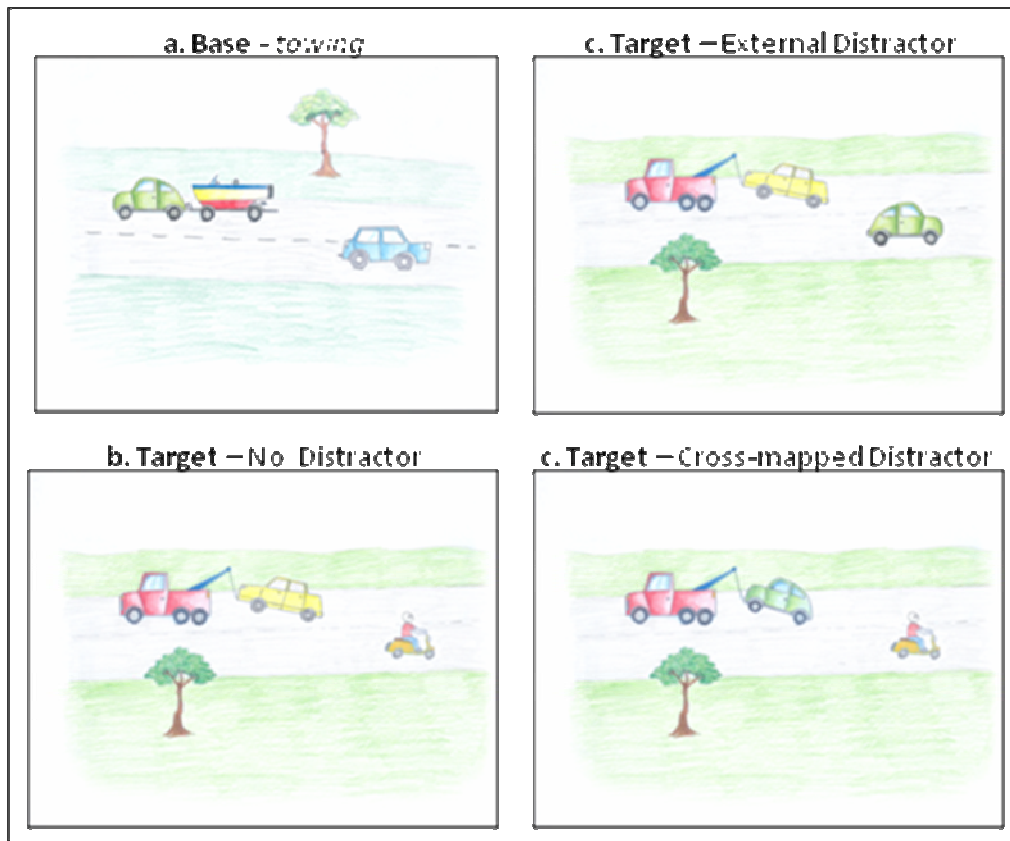 a. Base - towing
c. Target – External Distractor
b. Target – No Distractor
c. Target – Cross-mapped Distractor